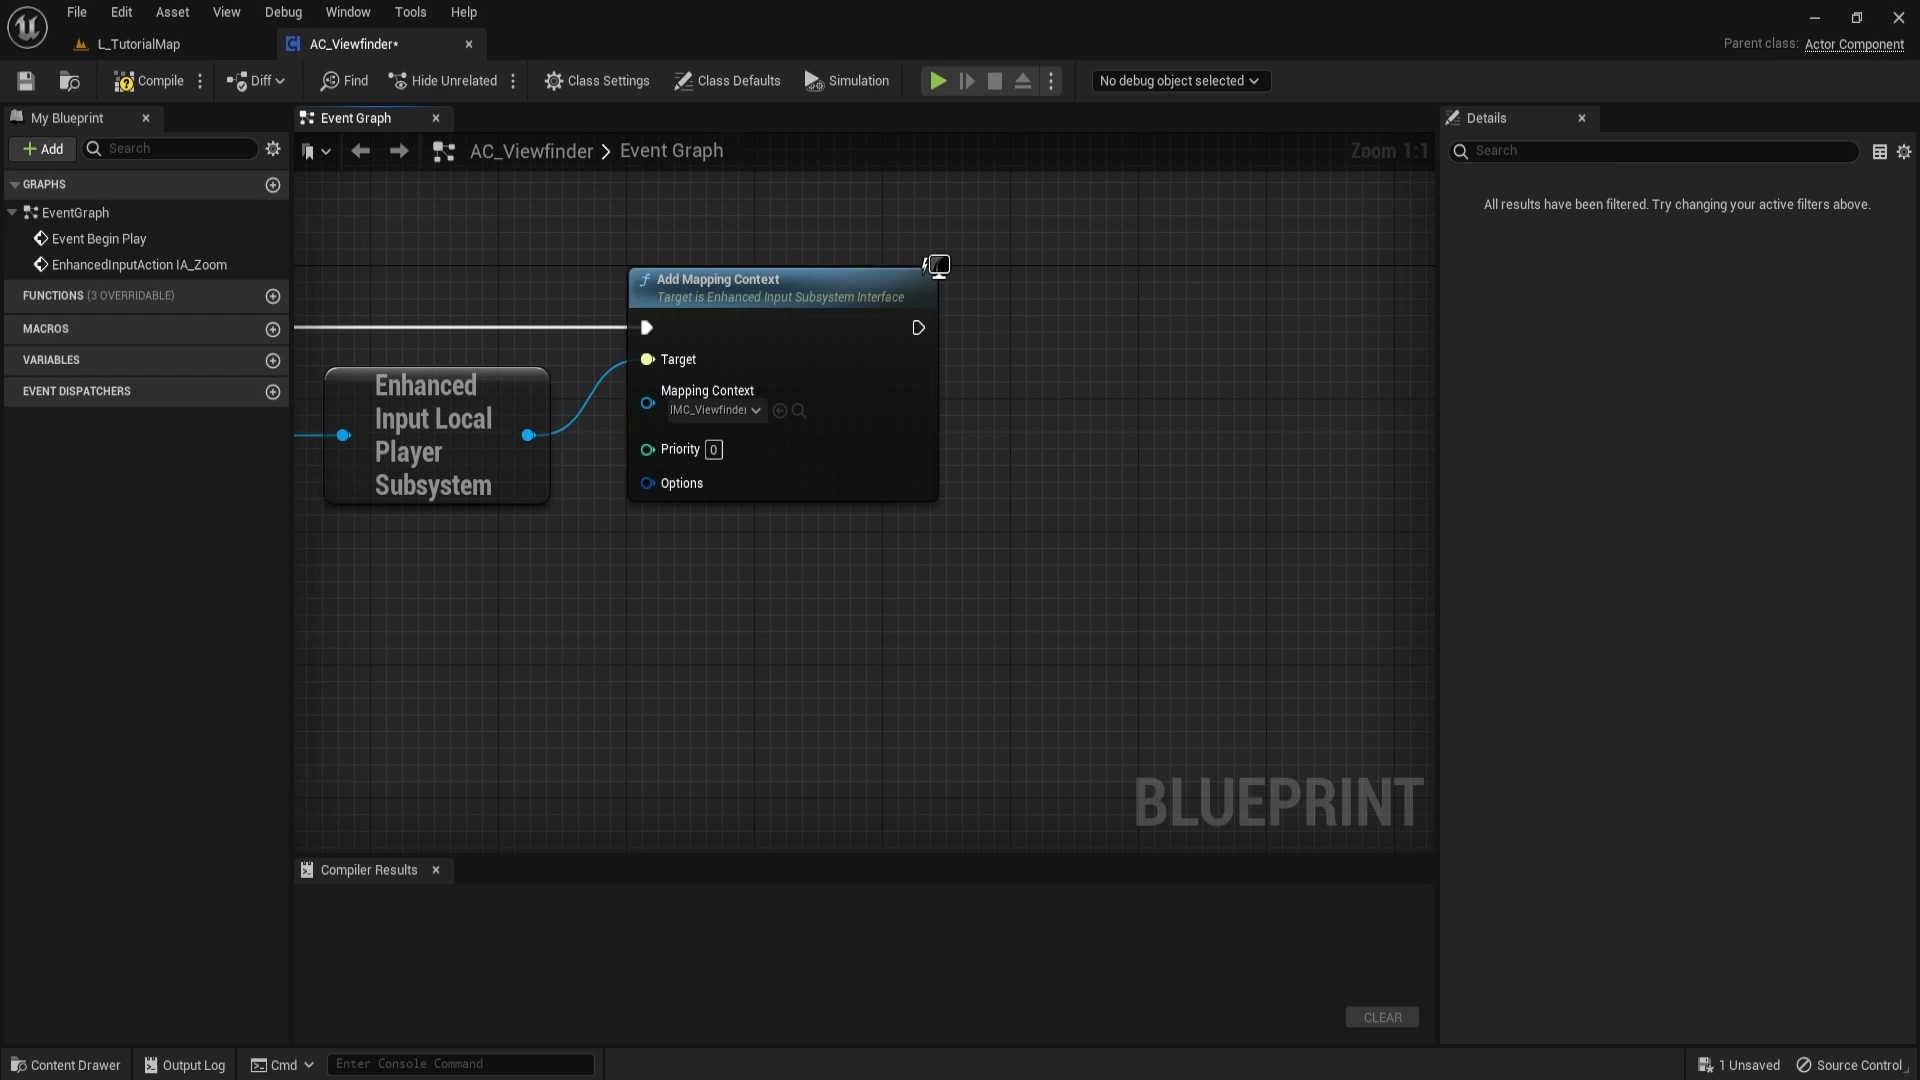 File Edit Asset View Debug Window Tools Help
L_TutorialMap AC_Viewfinder*
Parent class: Actor Component
Compile Diff Find Hide Unrelated Class Settings Class Defaults Simulation No debug object selected
My Blueprint
Add Search
GRAPHS
EventGraph
Event Begin Play
EnhancedInputAction IA_Zoom
FUNCTIONS (3 OVERRIDABLE)
MACROS
VARIABLES
EVENT DISPATCHERS
Event Graph
AC_Viewfinder > Event Graph
Zoom 1:1
Add Mapping Context
Target is Enhanced Input Subsystem Interface
Target
Mapping Context
IMC_Viewfinder
Priority 0
Options
Enhanced
Input Local
Player
Subsystem
BLUEPRINT
Compiler Results
CLEAR
Details
Search
All results have been filtered. Try changing your active filters above.
Content Drawer Output Log Cmd Enter Console Command
1 Unsaved Source Control